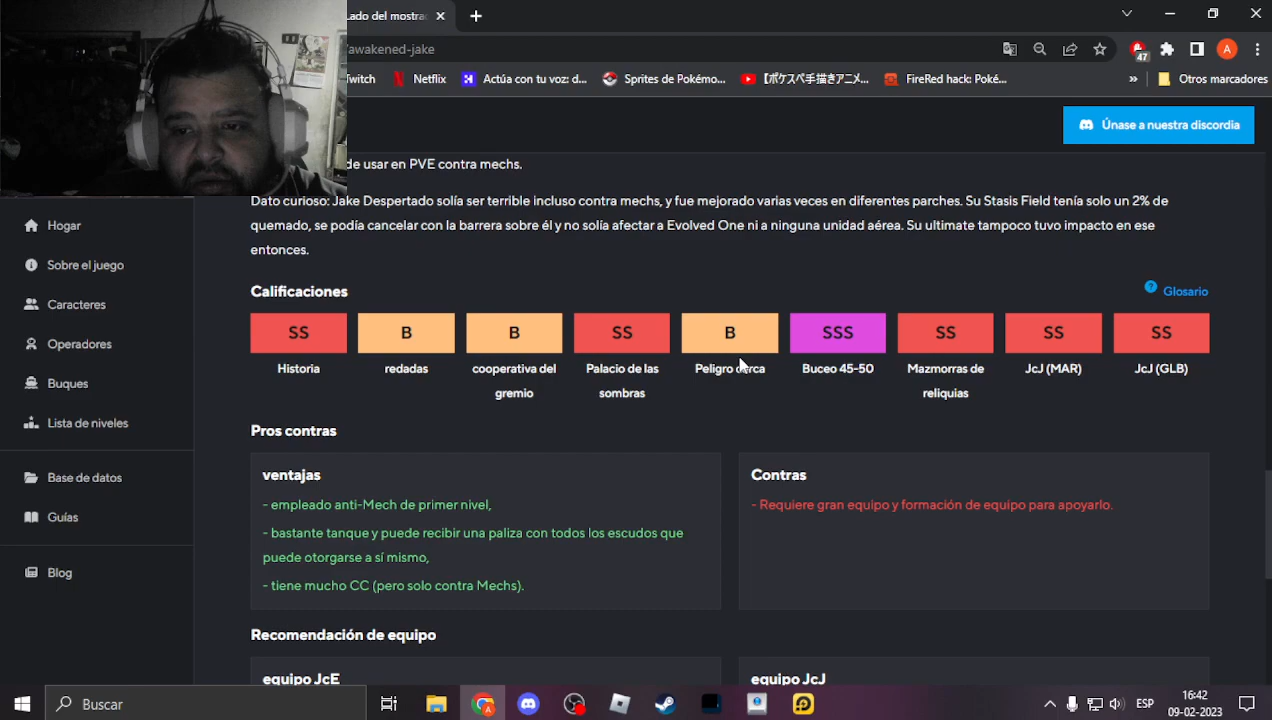 Lado del mostra
/awakened-jake
47
A
Twitch
Netflix
Actúa con tu voz: d...
Sprites de Pokémo...
【ポケスペ手描きアニメ...
FireRed hack: Poké...
»
Otros marcadores
Únase a nuestra discordia
de usar en PVE contra mechs.
Dato curioso: Jake Despertado solía ser terrible incluso contra mechs, y fue mejorado varias veces en diferentes parches. Su Stasis Field tenía solo un 2% de
quemado, se podía cancelar con la barrera sobre él y no solía afectar a Evolved One ni a ninguna unidad aérea. Su ultimate tampoco tuvo impacto en ese
entonces.
Hogar
Sobre el juego
Caracteres
Operadores
Buques
Lista de niveles
Base de datos
Guías
Blog
Calificaciones
Glosario
SS
B
B
SS
B
SSS
SS
SS
SS
Historia
redadas
cooperativa del
gremio
Palacio de las
sombras
Peligro cerca
Buceo 45-50
Mazmorras de
reliquias
JcJ (MAR)
JcJ (GLB)
Pros contras
ventajas
- empleado anti-Mech de primer nivel,
- bastante tanque y puede recibir una paliza con todos los escudos que
puede otorgarse a sí mismo,
- tiene mucho CC (pero solo contra Mechs).
Contras
- Requiere gran equipo y formación de equipo para apoyarlo.
Recomendación de equipo
equipo JcE
equipo JcJ
Buscar
ESP
16:42
09-02-2023